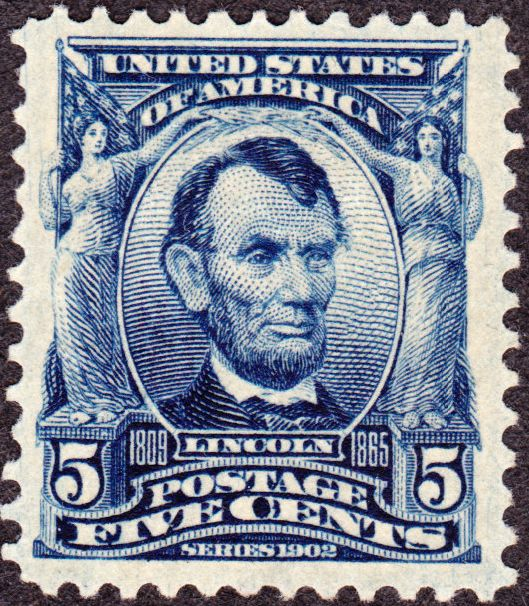 UNITED STATES
OF AMERICA
5 1809 LINCOLN 1865 5
POSTAGE
FIVE CENTS
SERIES 1902